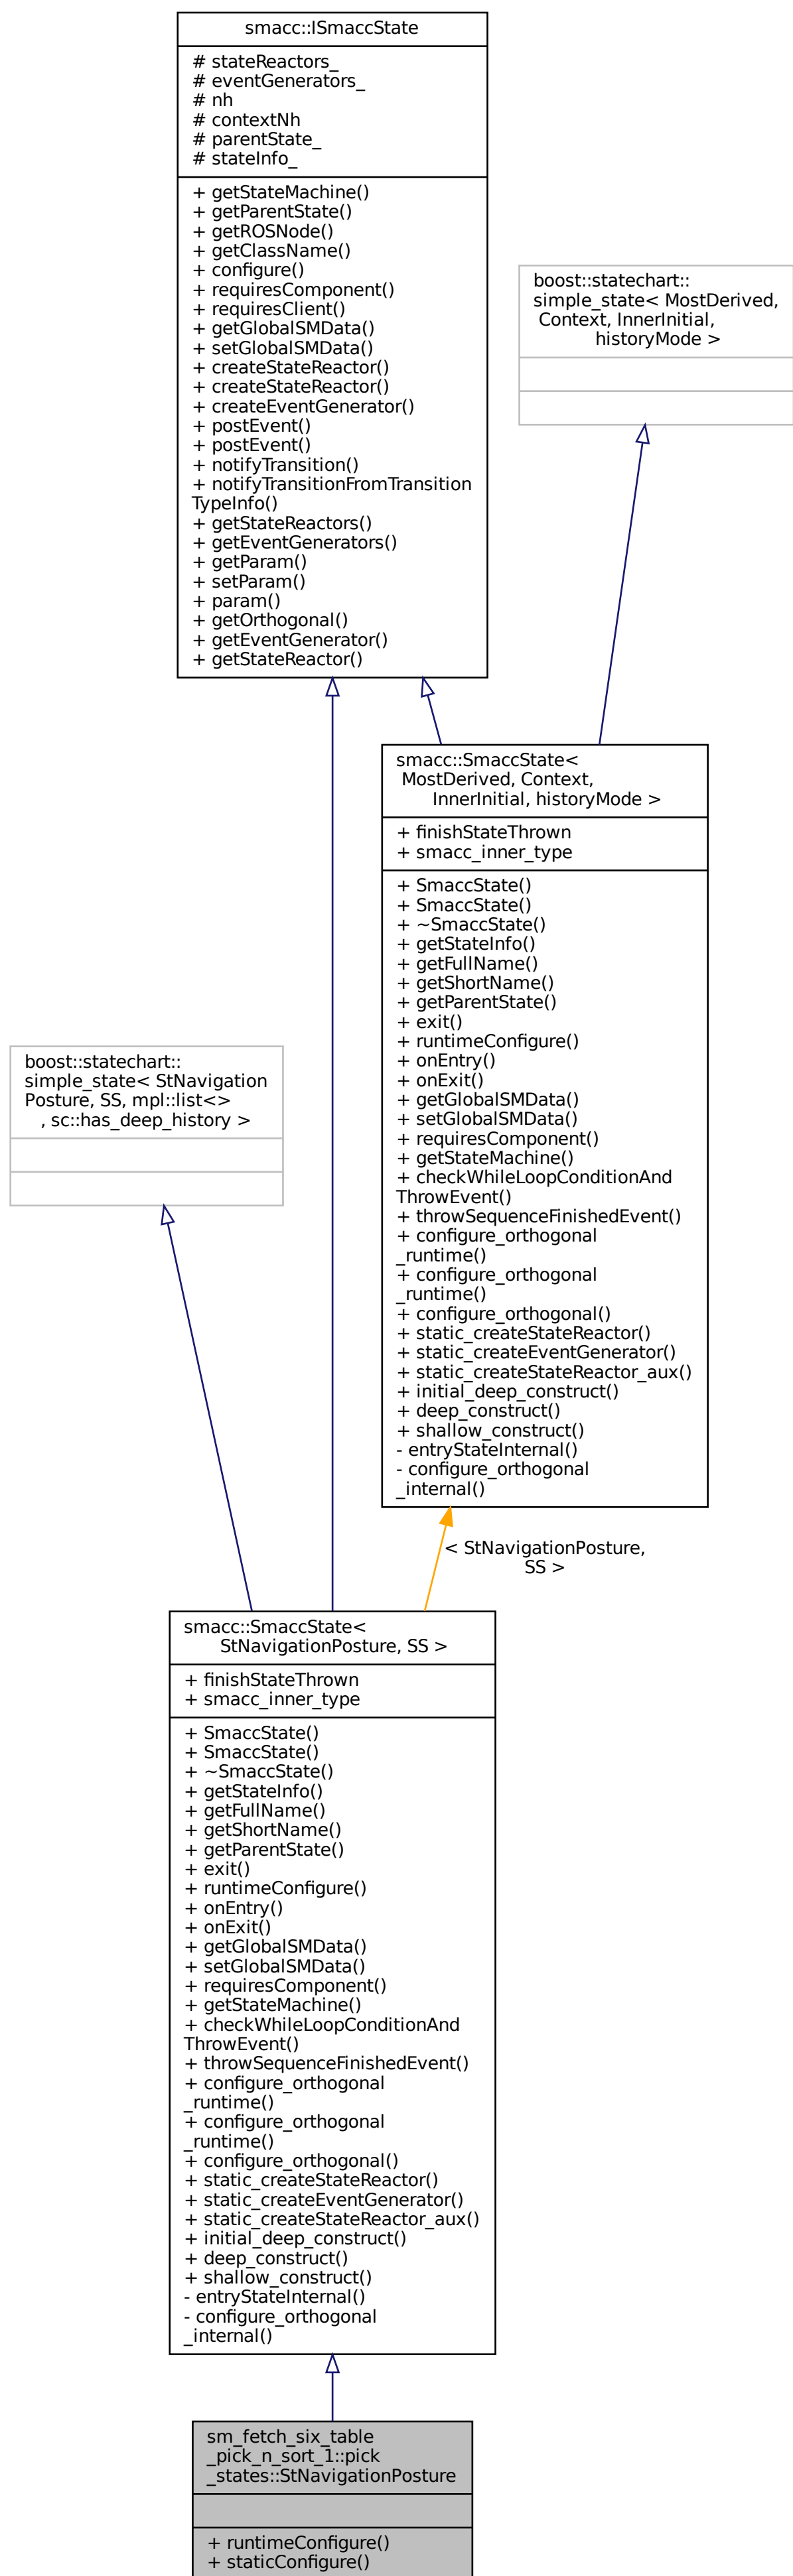 smacc::ISmaccState
# stateReactors_
# eventGenerators_
# nh
# contextNh
# parentState_
# stateInfo_
+ getStateMachine()
+ getParentState()
+ getROSNode()
+ getClassName()
+ configure()
+ requiresComponent()
+ requiresClient()
+ getGlobalSMData()
+ setGlobalSMData()
+ createStateReactor()
+ createStateReactor()
+ createEventGenerator()
+ postEvent()
+ postEvent()
+ notifyTransition()
+ notifyTransitionFromTransition
TypeInfo()
+ getStateReactors()
+ getEventGenerators()
+ getParam()
+ setParam()
+ param()
+ getOrthogonal()
+ getEventGenerator()
+ getStateReactor()
boost::statechart::
simple_state< MostDerived,
Context, InnerInitial,
historyMode >
smacc::SmaccState<
MostDerived, Context,
InnerInitial, historyMode >
+ finishStateThrown
+ smacc_inner_type
+ SmaccState()
+ SmaccState()
+ ~SmaccState()
+ getStateInfo()
+ getFullName()
+ getShortName()
+ getParentState()
+ exit()
+ runtimeConfigure()
+ onEntry()
+ onExit()
+ getGlobalSMData()
+ setGlobalSMData()
+ requiresComponent()
+ getStateMachine()
+ checkWhileLoopConditionAnd
ThrowEvent()
+ throwSequenceFinishedEvent()
+ configure_orthogonal
_runtime()
+ configure_orthogonal
_runtime()
+ configure_orthogonal()
+ static_createStateReactor()
+ static_createEventGenerator()
+ static_createStateReactor_aux()
+ initial_deep_construct()
+ deep_construct()
+ shallow_construct()
- entryStateInternal()
- configure_orthogonal
_internal()
boost::statechart::
simple_state< StNavigation
Posture, SS, mpl::list<>
, sc::has_deep_history >
< StNavigationPosture,
SS >
smacc::SmaccState<
StNavigationPosture, SS >
+ finishStateThrown
+ smacc_inner_type
+ SmaccState()
+ SmaccState()
+ ~SmaccState()
+ getStateInfo()
+ getFullName()
+ getShortName()
+ getParentState()
+ exit()
+ runtimeConfigure()
+ onEntry()
+ onExit()
+ getGlobalSMData()
+ setGlobalSMData()
+ requiresComponent()
+ getStateMachine()
+ checkWhileLoopConditionAnd
ThrowEvent()
+ throwSequenceFinishedEvent()
+ configure_orthogonal
_runtime()
+ configure_orthogonal
_runtime()
+ configure_orthogonal()
+ static_createStateReactor()
+ static_createEventGenerator()
+ static_createStateReactor_aux()
+ initial_deep_construct()
+ deep_construct()
+ shallow_construct()
- entryStateInternal()
- configure_orthogonal
_internal()
sm_fetch_six_table
_pick_n_sort_1::pick
_states::StNavigationPosture
+ runtimeConfigure()
+ staticConfigure()